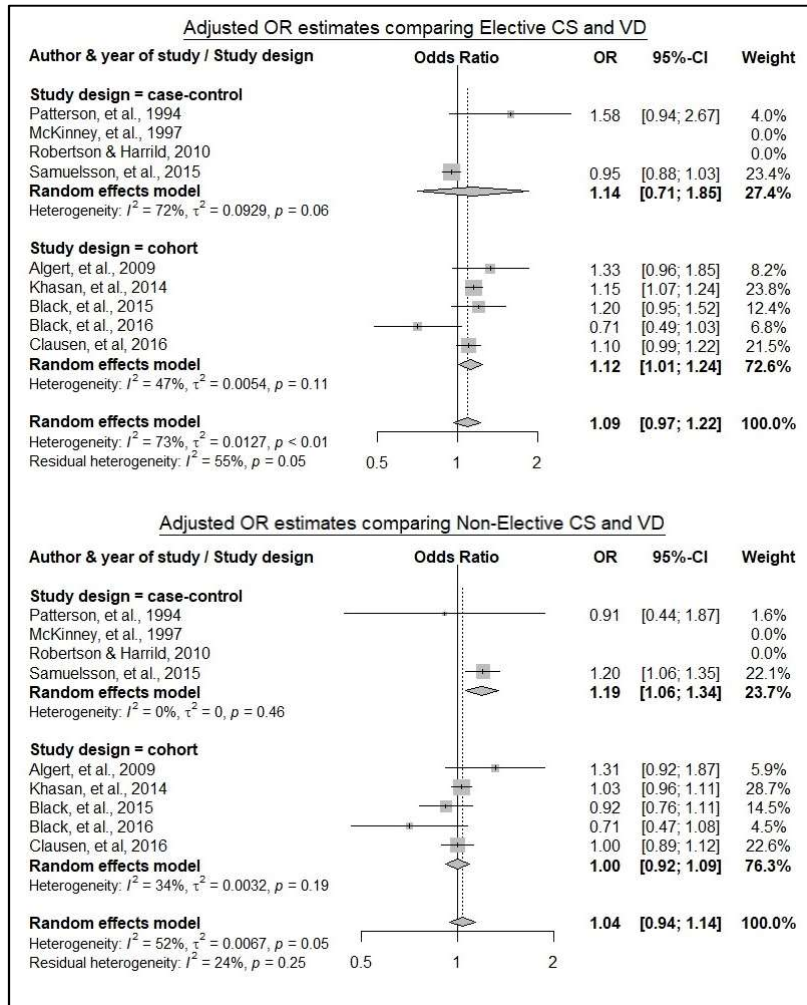 Adjusted OR estimates comparing Elective CS and VD
Author & year of study / Study design Odds Ratio OR 95%-CI Weight
Study design = case-control
Patterson, et al., 1994 1.58 [0.94; 2.67] 4.0%
McKinney, et al., 1997 0.0%
Robertson & Harrild, 2010 0.0%
Samuelsson, et al. 2015 0.95 [0.88; 1.03] 23.4%
Random effects model 1.14 [0.71; 1.85] 27.4%
Heterogeneity: I² = 72%, τ² = 0.0929, p = 0.06
Study design = cohort
Algert, et al., 2009 1.33 [0.96; 1.85] 8.2%
Khasan, et al., 2014 1.15 [1.07; 1.24] 23.8%
Black, et al., 2015 1.20 [0.95; 1.52] 12.4%
Black, et al., 2016 0.71 [0.49; 1.03] 6.8%
Clausen, et al, 2016 1.10 [0.99; 1.22] 21.5%
Random effects model 1.12 [1.01; 1.24] 72.6%
Heterogeneity: I² = 47%, τ² = 0.0054, p = 0.11
Random effects model 1.09 [0.97; 1.22] 100.0%
Heterogeneity: I² = 73%, τ² = 0.0127, p < 0.01
Residual heterogeneity: I² = 55%, p = 0.05
0.5 1 2
Adjusted OR estimates comparing Non-Elective CS and VD
Author & year of study / Study design Odds Ratio OR 95%-CI Weight
Study design = case-control
Patterson, et al., 1994 0.91 [0.44; 1.87] 1.6%
McKinney, et al., 1997 0.0%
Robertson & Harrild, 2010 0.0%
Samuelsson, et al. 2015 1.20 [1.06; 1.35] 22.1%
Random effects model 1.19 [1.06; 1.34] 23.7%
Heterogeneity: I² = 0%, τ² = 0, p = 0.46
Study design = cohort
Algert, et al., 2009 1.31 [0.92; 1.87] 5.9%
Khasan, et al., 2014 1.03 [0.96; 1.11] 28.7%
Black, et al., 2015 0.92 [0.76; 1.11] 14.5%
Black, et al., 2016 0.71 [0.47; 1.08] 4.5%
Clausen, et al, 2016 1.00 [0.89; 1.12] 22.6%
Random effects model 1.00 [0.92; 1.09] 76.3%
Heterogeneity: I² = 34%, τ² = 0.0032, p = 0.19
Random effects model 1.04 [0.94; 1.14] 100.0%
Heterogeneity: I² = 52%, τ² = 0.0067, p = 0.05
Residual heterogeneity: I² = 24%, p = 0.25
0.5 1 2